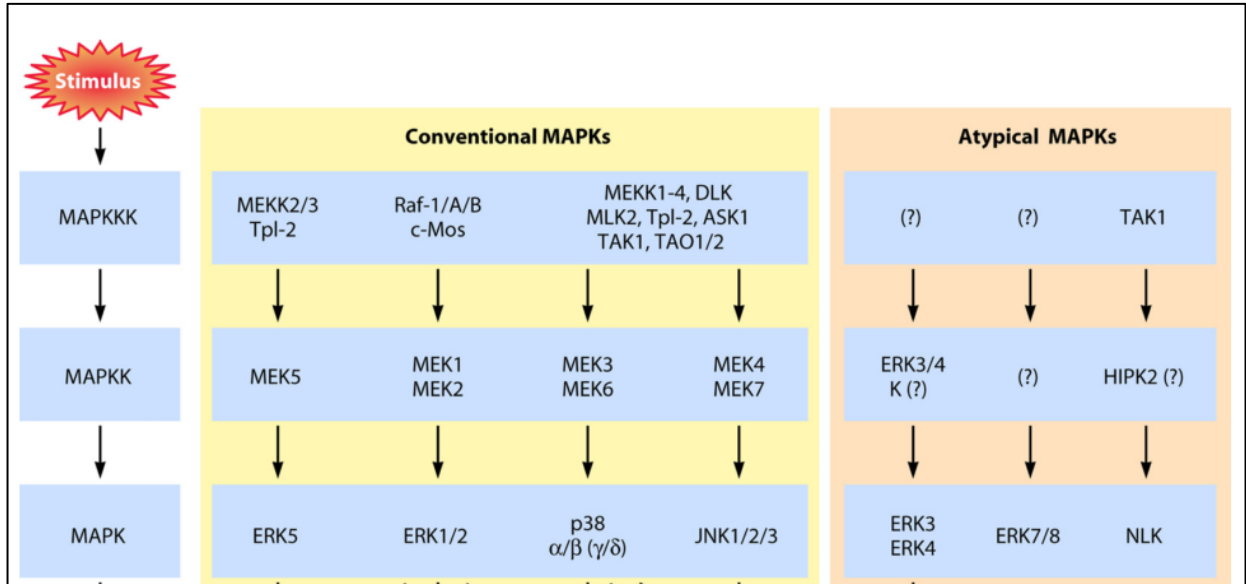 Stimulus
Conventional MAPKs
Atypical MAPKs
MAPKKK
MEKK2/3
Tpl-2
Raf-1/A/B
c-Mos
MEKK1-4, DLK
MLK2, Tpl-2, ASK1
TAK1, TAO1/2
(?)
(?)
TAK1
MAPKK
MEK5
MEK1
MEK2
MEK3
MEK6
MEK4
MEK7
ERK3/4
K (?)
(?)
HIPK2 (?)
MAPK
ERK5
ERK1/2
p38
α/β (γ/δ)
JNK1/2/3
ERK3
ERK4
ERK7/8
NLK